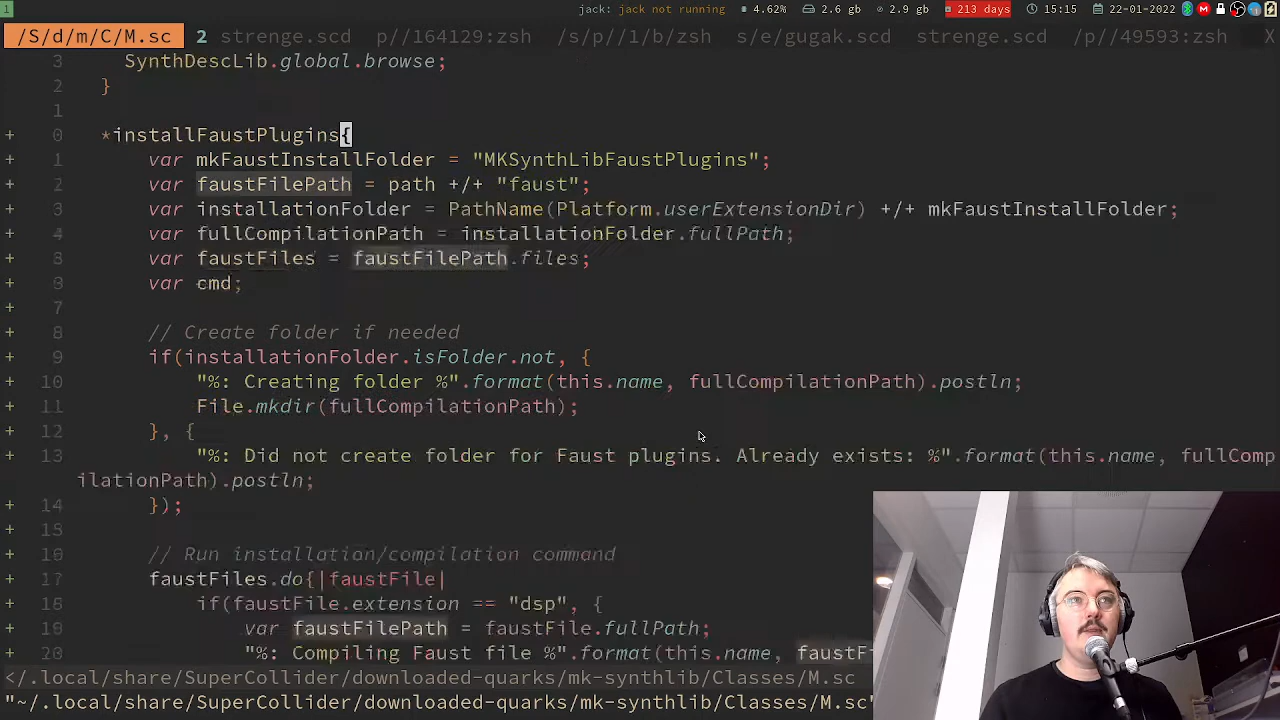 1 jack: jack not running 4.62% 2.6 gb 2.9 gb 213 days 15:15 22-01-2022
/S/d/m/C/M.sc 2 strenge.scd p//164129:zsh /s/p//1/b/zsh s/e/gugak.scd strenge.scd /p//49593:zsh X
3 SynthDescLib.global.browse;
2 }
1
+ 0 *installFaustPlugins{
+ 1 var mkFaustInstallFolder = "MKSynthLibFaustPlugins";
+ 2 var faustFilePath = path +/+ "faust";
+ 3 var installationFolder = PathName(Platform.userExtensionDir) +/+ mkFaustInstallFolder;
+ 4 var fullCompilationPath = installationFolder.fullPath;
+ var faustFiles = faustFilePath.files;
+ var cmd;
+ 7
+ 8 // Create folder if needed
+ 9 if(installationFolder.isFolder.not, {
+ 10 "%: Creating folder %".format(this.name, fullCompilationPath).postln;
+ 11 File.mkdir(fullCompilationPath);
+ 12 }, {
+ 13 "%: Did not create folder for Faust plugins. Already exists: %".format(this.name, fullComp
ilationPath).postln;
+ 14 });
+ 15
+ 16 // Run installation/compilation command
+ 17 faustFiles.do{|faustFile|
+ 18 if(faustFile.extension == "dsp", {
+ 19 var faustFilePath = faustFile.fullPath;
+ 20 "%: Compiling Faust file %".format(this.name, faustF
</.local/share/SuperCollider/downloaded-quarks/mk-synthlib/Classes/M.sc
"~/.local/share/SuperCollider/downloaded-quarks/mk-synthlib/Classes/M.sc"